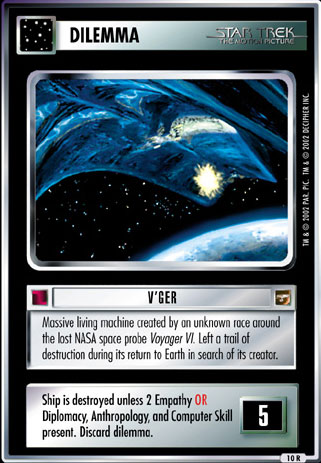 DILEMMA
STAR TREK
THE MOTION PICTURE
TM & © 2002 PAR. PIC. TM & © 2002 DECIPHER INC.
V'GER
Massive living machine created by an unknown race around
the lost NASA space probe Voyager VI. Left a trail of
destruction during its return to Earth in search of its creator.
Ship is destroyed unless 2 Empathy OR
Diplomacy, Anthropology, and Computer Skill
present. Discard dilemma.
5
10 R